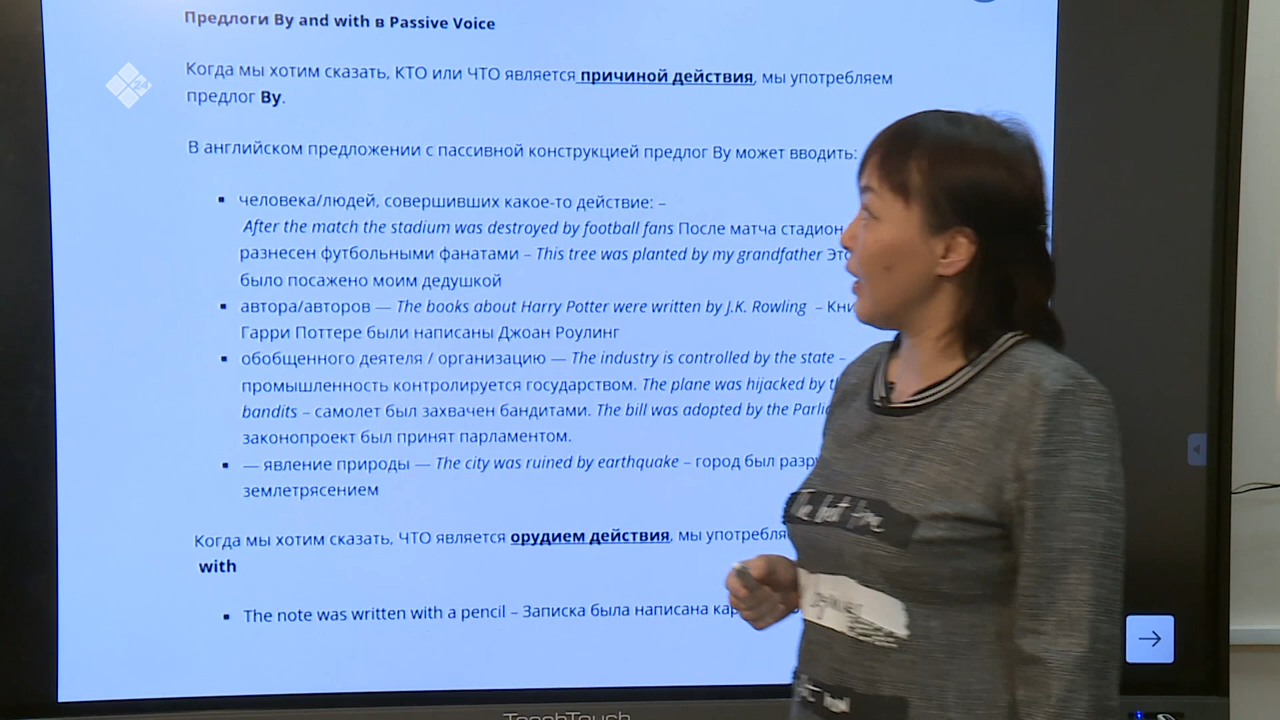 Предлоги By and with в Passive Voice
Когда мы хотим сказать, КТО или ЧТО является причиной действия, мы употребляем
предлог By.
В английском предложении с пассивной конструкцией предлог By может вводить:
человека/людей, совершивших какое-то действие: –
After the match the stadium was destroyed by football fans После матча стадион
разнесен футбольными фанатами – This tree was planted by my grandfather
было посажено моим дедушкой
автора/авторов — The books about Harry Potter were written by J.K. Rowling –
Гарри Поттере были написаны Джоан Роулинг
обобщенного деятеля / организацию — The industry is controlled by the state –
промышленность контролируется государством. The plane was hijacked by
bandits – самолет был захвачен бандитами. The bill was adopted by the
законопроект был принят парламентом.
— явление природы — The city was ruined by earthquake – город был
землетрясением
Когда мы хотим сказать, ЧТО является орудием действия, мы
with
The note was written with a pencil – Записка была написана
24